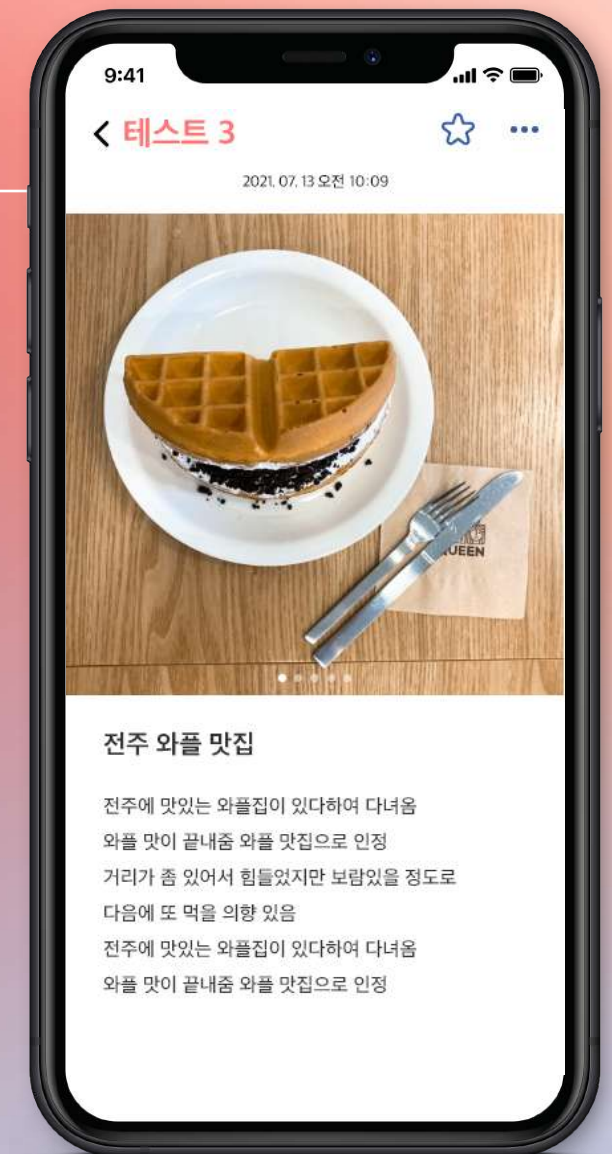 9:41
테스트 3
2021. 07. 13 오전 10:09
QUEEN
전주 와플 맛집
전주에 맛있는 와플집이 있다하여 다녀옴
와플 맛이 끝내줌 와플 맛집으로 인정
거리가 좀 있어서 힘들었지만 보람있을 정도로
다음에 또 먹을 의향 있음
전주에 맛있는 와플집이 있다하여 다녀옴
와플 맛이 끝내줌 와플 맛집으로 인정